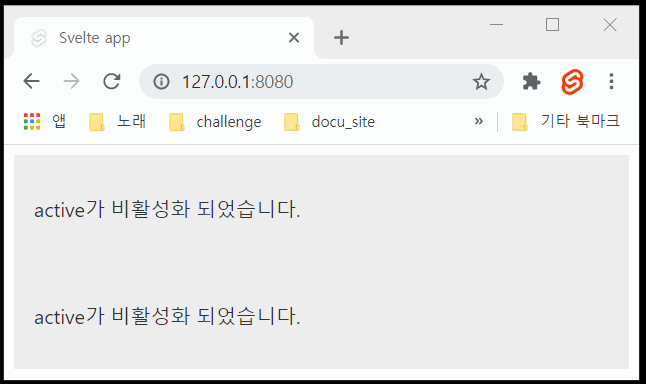 Svelte app
127.0.0.1:8080
앱 노래 challenge docu_site » 기타 북마크
active가 비활성화 되었습니다.
active가 비활성화 되었습니다.